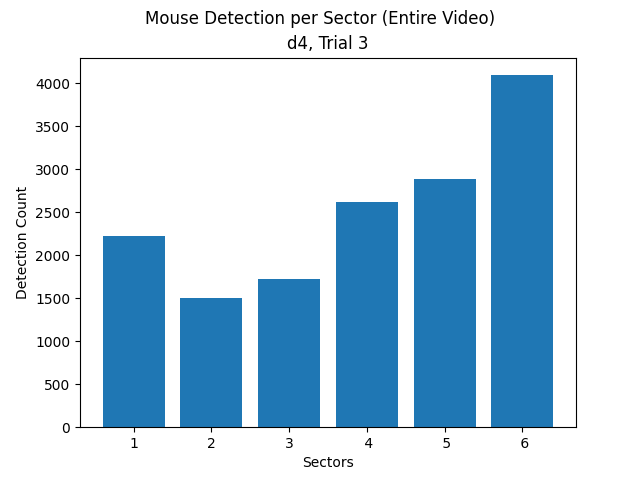 Mouse Detection per Sector (Entire Video)
d4, Trial 3
4000
3500
3000
2500
2000
1500
1000
500
0
Detection Count
1 2 3 4 5 6
Sectors